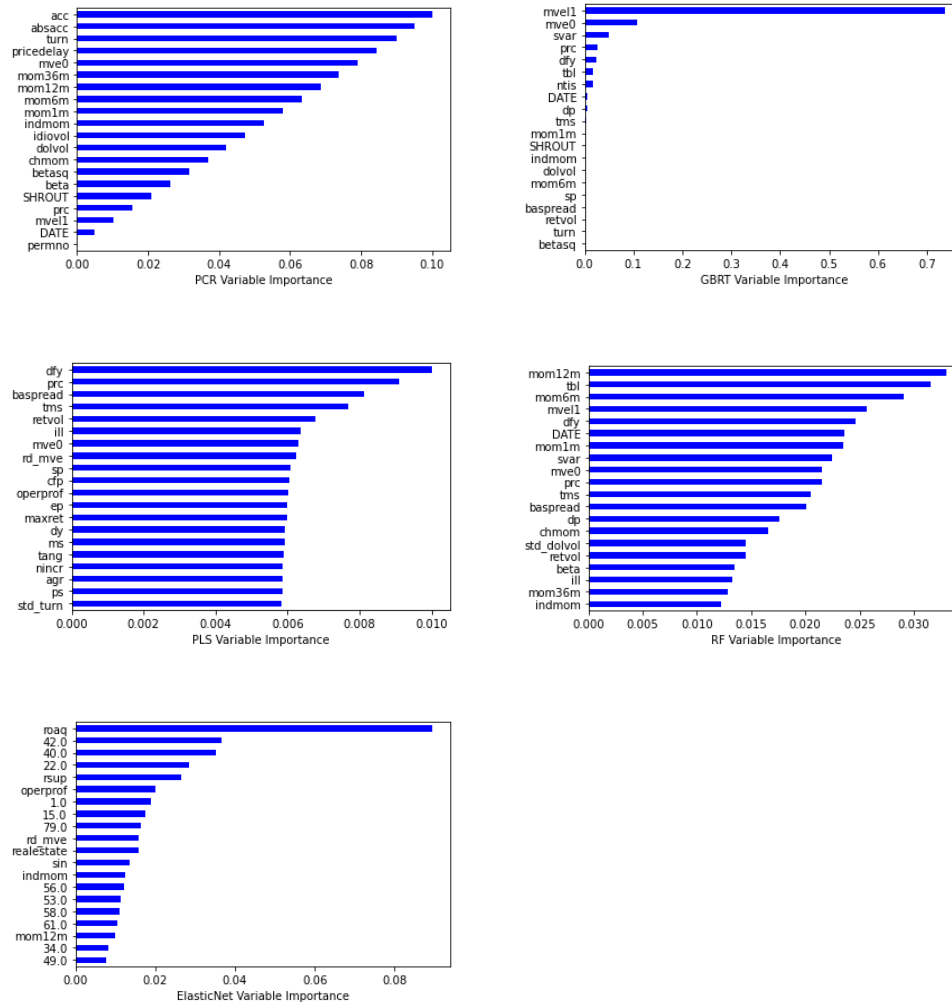 acc
absacc
turn
pricedelay
mve0
mom36m
mom12m
mom6m
mom1m
indmom
idiovol
dolvol
chmom
betasq
beta
SHROUT
prc
mvel1
DATE
permno
0.00 0.02 0.04 0.06 0.08 0.10
PCR Variable Importance
mvel1
mve0
svar
prc
dfy
tbl
ntis
DATE
dp
tms
mom1m
SHROUT
indmom
dolvol
mom6m
sp
baspread
retvol
turn
betasq
0.0 0.1 0.2 0.3 0.4 0.5 0.6 0.7
GBRT Variable Importance
dfy
prc
baspread
tms
retvol
ill
mve0
rd_mve
sp
cfp
operprof
ep
maxret
dy
ms
tang
nincr
agr
ps
std_turn
0.000 0.002 0.004 0.006 0.008 0.010
PLS Variable Importance
mom12m
tbl
mom6m
mvel1
dfy
DATE
mom1m
svar
mve0
prc
tms
baspread
dp
chmom
std_dolvol
retvol
beta
ill
mom36m
indmom
0.000 0.005 0.010 0.015 0.020 0.025 0.030
RF Variable Importance
roaq
42.0
40.0
22.0
rsup
operprof
1.0
15.0
79.0
rd_mve
realestate
sin
indmom
56.0
53.0
58.0
61.0
mom12m
34.0
49.0
0.00 0.02 0.04 0.06 0.08
ElasticNet Variable Importance